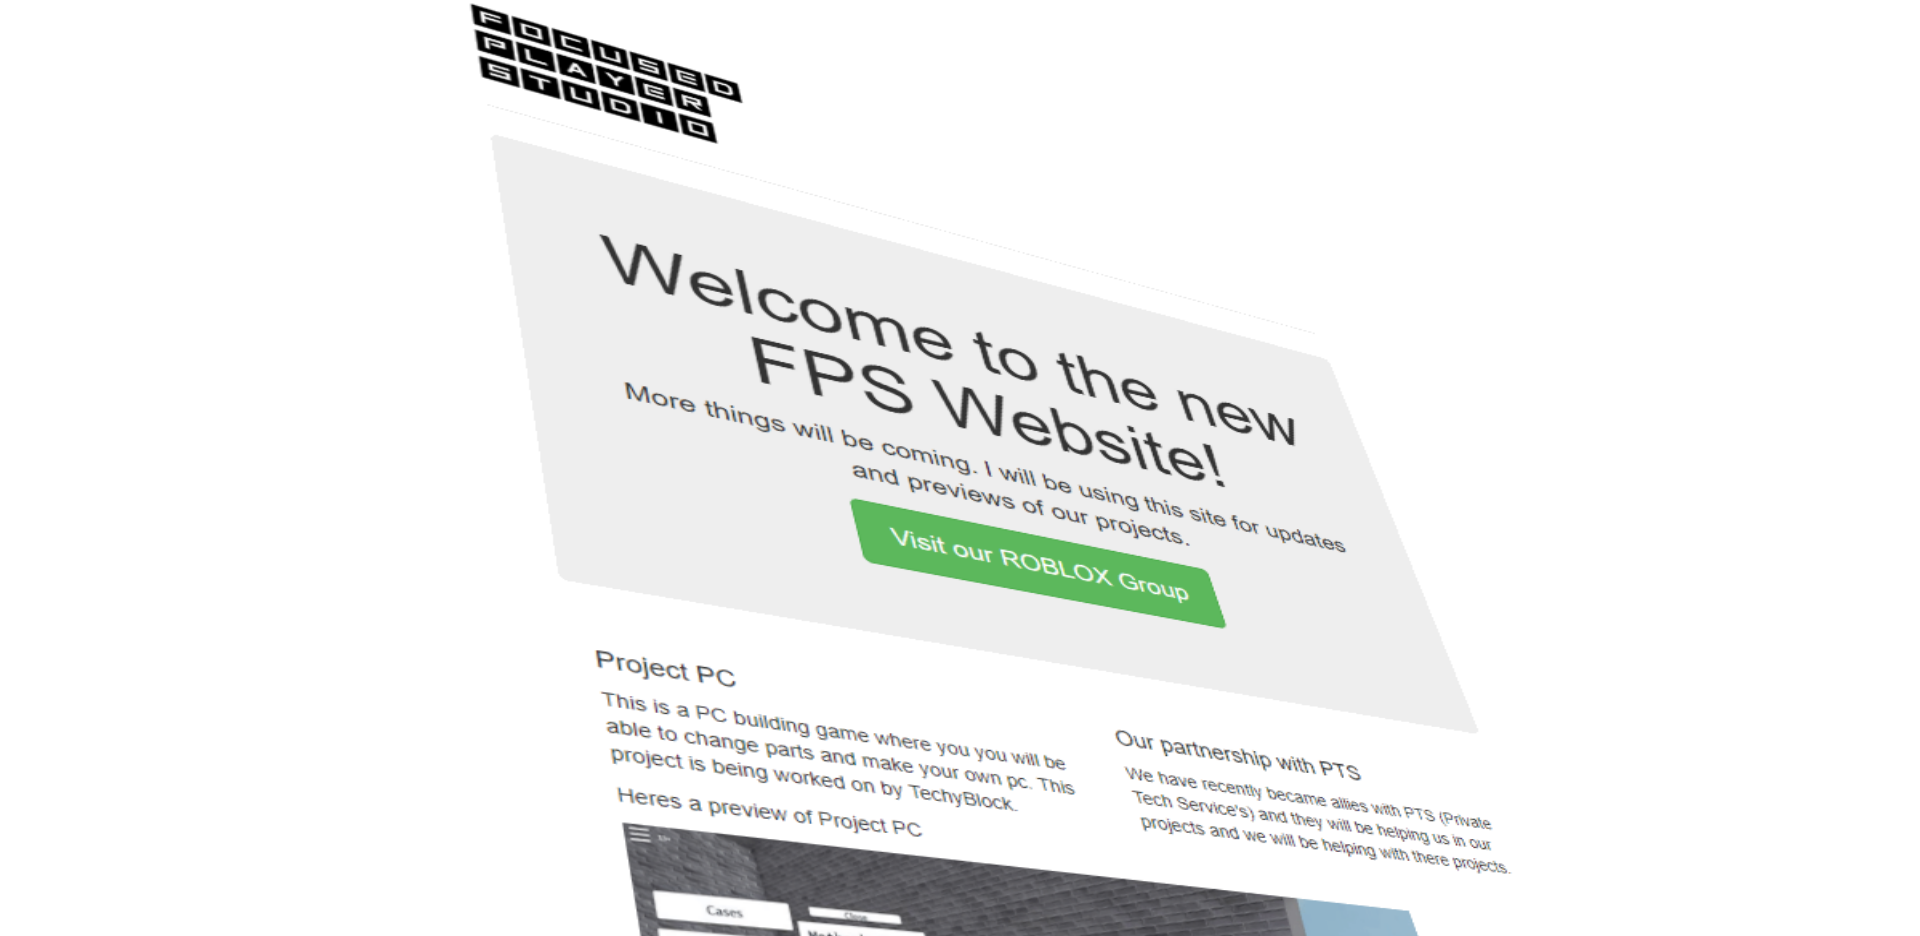 FOCUSED
PLAYER
STUDIO
Welcome to the new
FPS Website!
More things will be coming. I will be using this site for updates
and previews of our projects.
Visit our ROBLOX Group
Project PC
This is a PC building game where you you will be
able to change parts and make your own pc. This
project is being worked on by TechyBlock.
Heres a preview of Project PC
Our partnership with PTS
We have recently became allies with PTS (Private
Tech Service's) and they will be helping us in our
projects and we will be helping with there projects.
Cases
Close